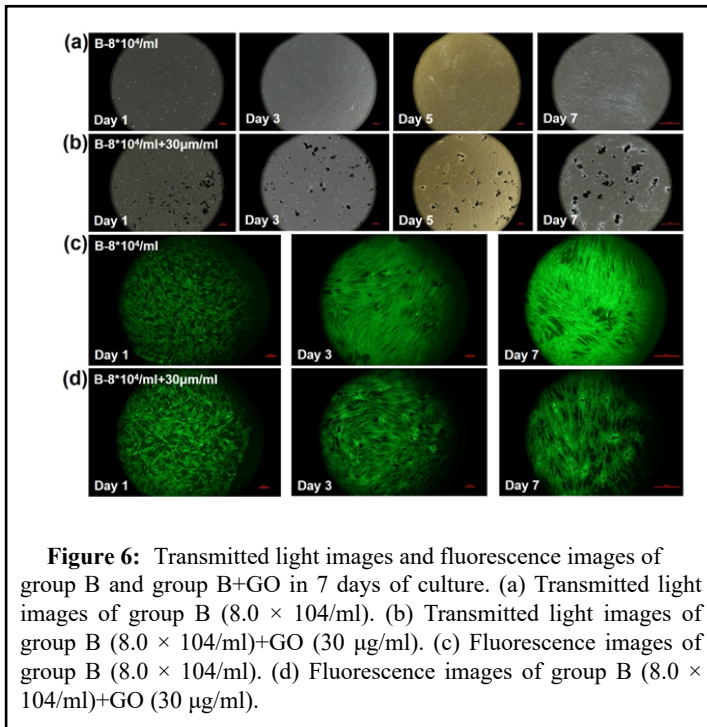 (a)
B-8*10⁴/ml
Day 1
Day 3
Day 5
Day 7
(b)
B-8*10⁴/ml+30μm/ml
Day 1
Day 3
Day 5
Day 7
(c)
B-8*10⁴/ml
Day 1
Day 3
Day 7
(d)
B-8*10⁴/ml+30μm/ml
Day 1
Day 3
Day 7
Figure 6: Transmitted light images and fluorescence images of
group B and group B+GO in 7 days of culture. (a) Transmitted light
images of group B (8.0 × 104/ml). (b) Transmitted light images of
group B (8.0 × 104/ml)+GO (30 μg/ml). (c) Fluorescence images of
group B (8.0 × 104/ml). (d) Fluorescence images of group B (8.0 ×
104/ml)+GO (30 μg/ml).